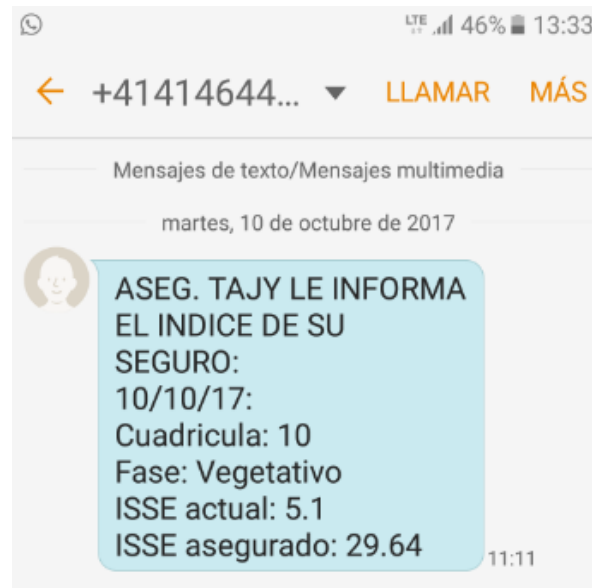 LTE 46% 13:33
+41414644... LLAMAR MÁS
Mensajes de texto/Mensajes multimedia
martes, 10 de octubre de 2017
ASEG. TAJY LE INFORMA
EL INDICE DE SU
SEGURO:
10/10/17:
Cuadricula: 10
Fase: Vegetativo
ISSE actual: 5.1
ISSE asegurado: 29.64
11:11